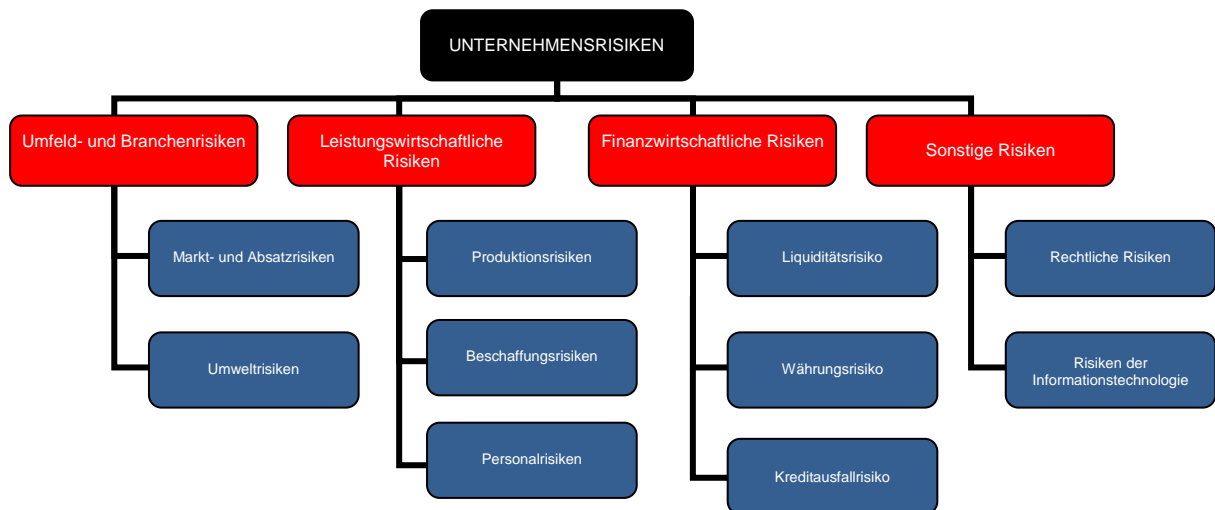 UNTERNEHMENSRISIKEN
Umfeld- und Branchenrisiken
Leistungswirtschaftliche
Risiken
Finanzwirtschaftliche Risiken
Sonstige Risiken
Markt- und Absatzrisiken
Produktionsrisiken
Liquiditätsrisiko
Rechtliche Risiken
Umweltrisiken
Beschaffungsrisiken
Währungsrisiko
Risiken der
Informationstechnologie
Personalrisiken
Kreditausfallrisiko